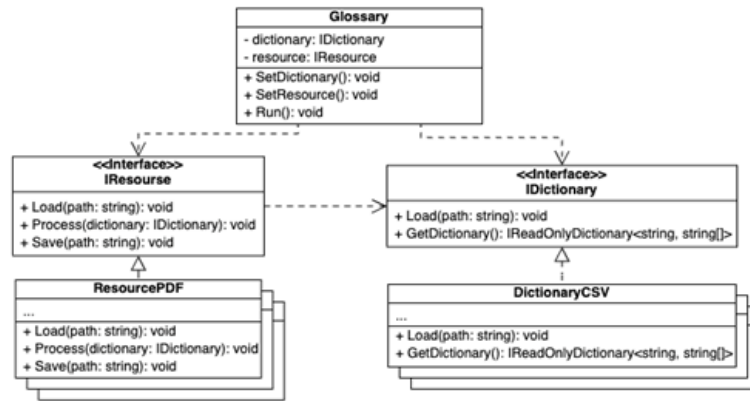 Glossary
- dictionary: IDictionary
- resource: IResource
+ SetDictionary(): void
+ SetResource(): void
+ Run(): void
<<Interface>>
IResourse
+ Load(path: string): void
+ Process(dictionary: IDictionary): void
+ Save(path: string): void
<<Interface>>
IDictionary
+ Load(path: string): void
+ GetDictionary(): IReadOnlyDictionary<string, string[]>
ResourcePDF
...
+ Load(path: string): void
+ Process(dictionary: IDictionary): void
+ Save(path: string): void
DictionaryCSV
...
+ Load(path: string): void
+ GetDictionary(): IReadOnlyDictionary<string, string[]>